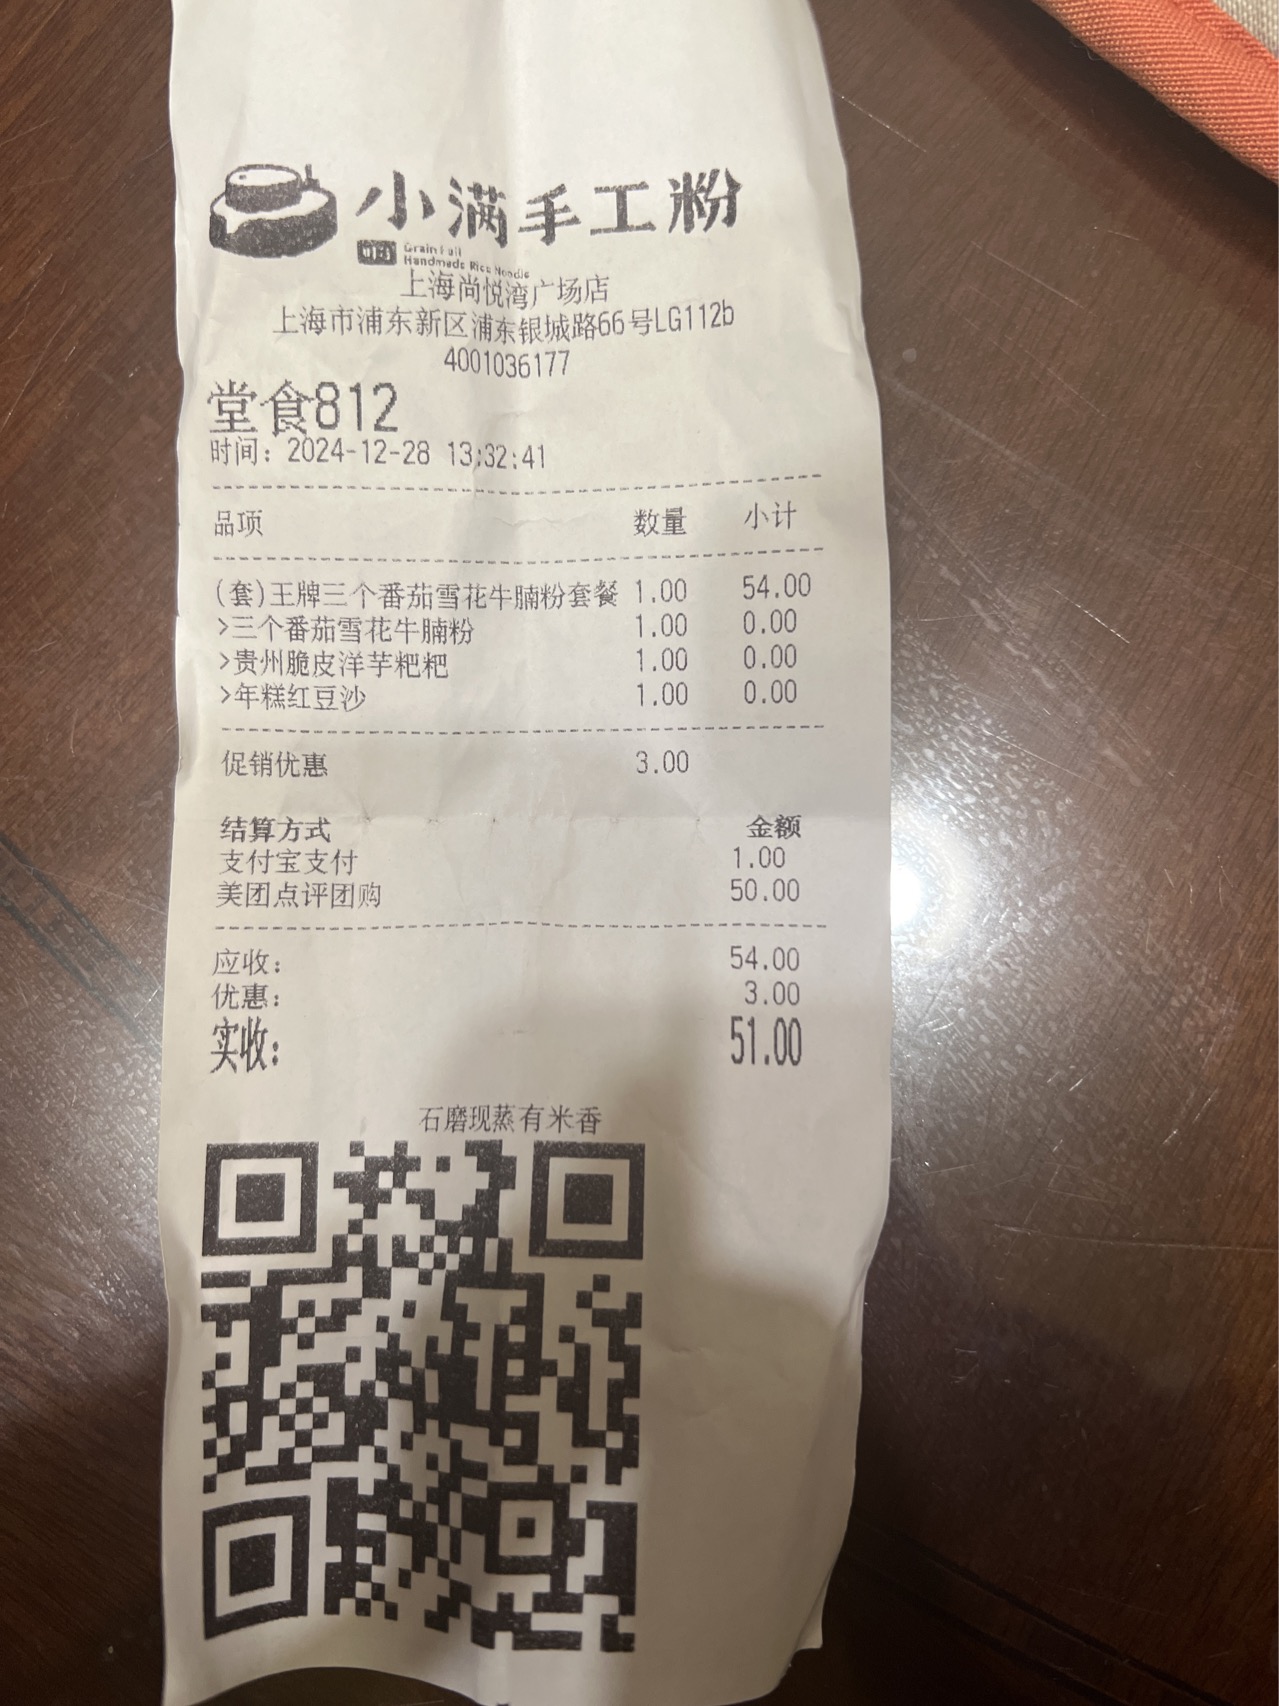 小满手工粉
Grain Full
Handmade Rice Noodle
上海尚悦湾广场店
上海市浦东新区浦东银城路66号LG112b
4001036177
堂食812
时间：2024-12-28 13:32:41
品项 数量 小计
(套)王牌三个番茄雪花牛腩粉套餐 1.00 54.00
>三个番茄雪花牛腩粉 1.00 0.00
>贵州脆皮洋芋粑粑 1.00 0.00
>年糕红豆沙 1.00 0.00
促销优惠 3.00
结算方式 金额
支付宝支付 1.00
美团点评团购 50.00
应收： 54.00
优惠： 3.00
实收： 51.00
石磨现蒸有米香